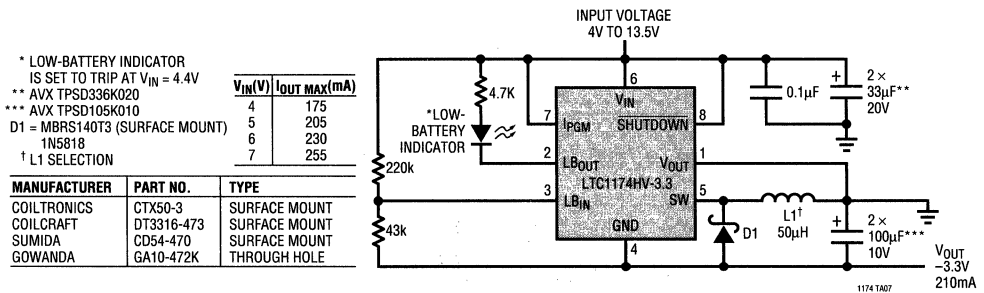 INPUT VOLTAGE
4V TO 13.5V
* LOW-BATTERY INDICATOR
IS SET TO TRIP AT VIN = 4.4V
** AVX TPSD336K020
*** AVX TPSD105K010
D1 = MBRS140T3 (SURFACE MOUNT)
1N5818
† L1 SELECTION
VIN(V) IOUT MAX(mA)
4 175
5 205
6 230
7 255
MANUFACTURER PART NO. TYPE
COILTRONICS CTX50-3 SURFACE MOUNT
COILCRAFT DT3316-473 SURFACE MOUNT
SUMIDA CD54-470 SURFACE MOUNT
GOWANDA GA10-472K THROUGH HOLE
220k
43k
4.7K
*LOW-
BATTERY
INDICATOR
6
VIN
7
IPGM
8
SHUTDOWN
2
LBOUT
1
VOUT
LTC1174HV-3.3
3
LBIN
5
SW
GND
4
0.1µF
+
2 ×
33µF**
20V
D1
L1†
50µH
+
2 ×
100µF***
10V
VOUT
–3.3V
210mA
1174 TA07